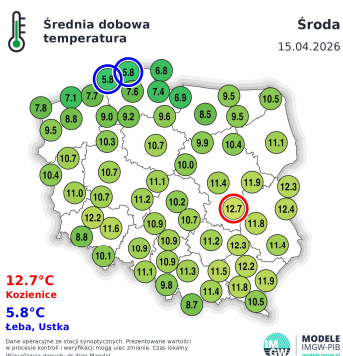 Średnia dobowa
temperatura
Środa
15.04.2026
5.8 5.8 6.8
7.1 7.7 7.6 7.4 6.9 9.5 10.5
7.8 8.8 9.0 9.2 9.6 8.5 9.5
9.5 10.3 10.7 9.9 10.4 11.1
10.7 10.0
10.4 10.7 11.1 11.4 11.9 12.3
11.0 10.7 11.2 10.2 12.7 12.4
12.2 11.6 10.9 10.7 11.8
8.8 10.9 10.9 11.2 12.3 11.4
10.1 10.9
11.1 11.3 11.5 12.2
9.8 11.4 11.8 11.9
8.7 10.5
12.7°C
Kozienice
5.8°C
Łeba, Ustka
Dane operacyjne ze stacji synoptycznych. Prezentowane wartości
w procesie kontroli i weryfikacji mogą ulec zmianie. Czas lokalny.
IM
GW
MODELE
IMGW-PIB